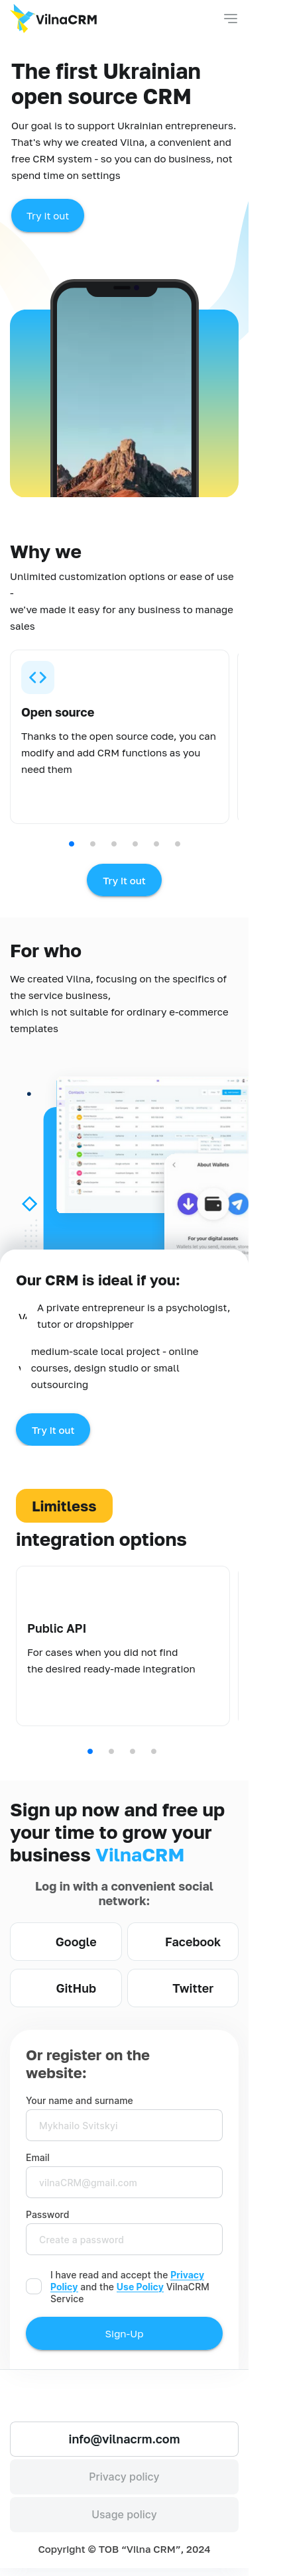 VilnaCRM
The first Ukrainian
open source CRM
Our goal is to support Ukrainian entrepreneurs.
That's why we created Vilna, a convenient and
free CRM system - so you can do business, not
spend time on settings
Try it out
Why we
Unlimited customization options or ease of use
-
we've made it easy for any business to manage
sales
Open source
Thanks to the open source code, you can
modify and add CRM functions as you
need them
Try it out
For who
We created Vilna, focusing on the specifics of
the service business,
which is not suitable for ordinary e-commerce
templates
About Wallets
For your digital assets
Our CRM is ideal if you:
A private entrepreneur is a psychologist,
tutor or dropshipper
medium-scale local project - online
courses, design studio or small
outsourcing
Try it out
Limitless
integration options
Public API
For cases when you did not find
the desired ready-made integration
Sign up now and free up
your time to grow your
business VilnaCRM
Log in with a convenient social
network:
Google
Facebook
GitHub
Twitter
Or register on the
website:
Your name and surname
Mykhailo Svitskyi
Email
vilnaCRM@gmail.com
Password
Create a password
I have read and accept the Privacy
Policy and the Use Policy VilnaCRM
Service
Sign-Up
info@vilnacrm.com
Privacy policy
Usage policy
Copyright © ТОВ “Vilna CRM”, 2024